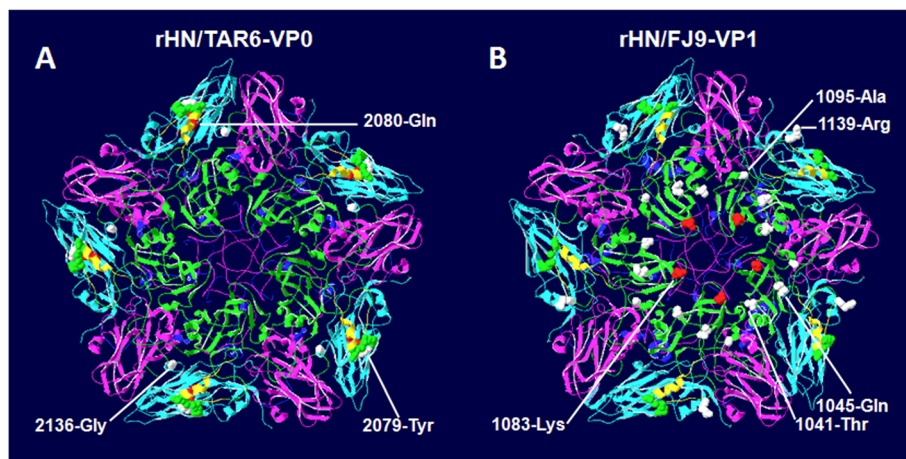 A
rHN/TAR6-VP0
2080-Gln
2136-Gly
2079-Tyr
B
rHN/FJ9-VP1
1095-Ala
1139-Arg
1083-Lys
1045-Gln
1041-Thr